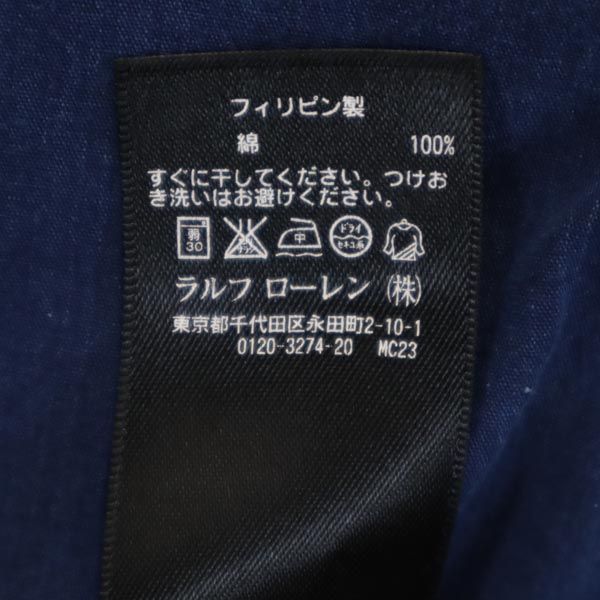 フィリピン製
綿 100%
すぐに干してください。つけお
き洗いはお避けください。
弱 30 中 ドライ セキユ系
ラルフ ローレン (株)
東京都千代田区永田町2-10-1
0120-3274-20 MC23